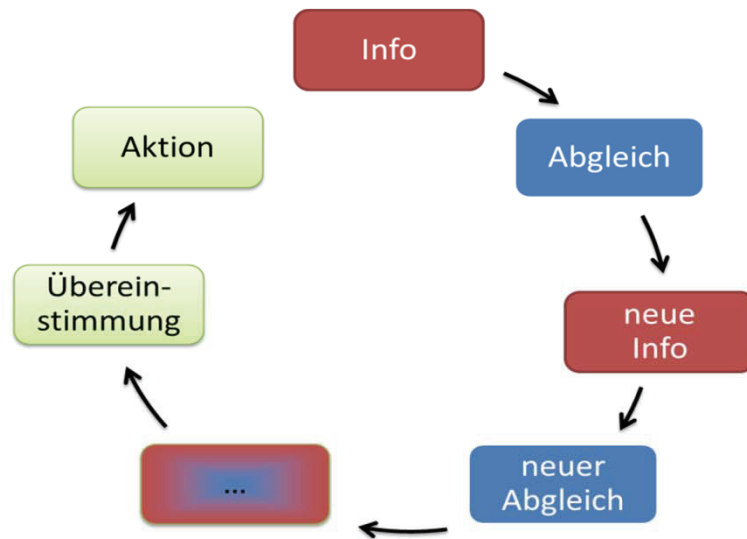 Info
Abgleich
neue
Info
neuer
Abgleich
...
Überein-
stimmung
Aktion